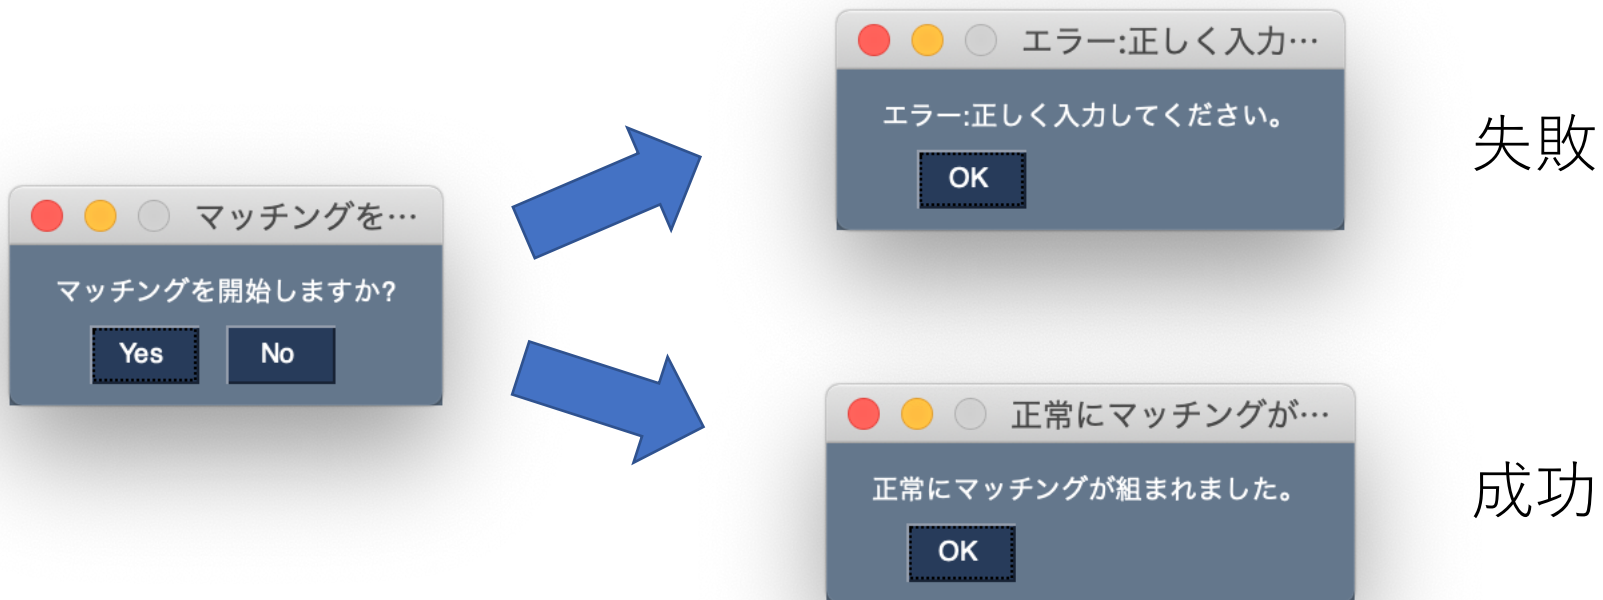 マッチングを…
マッチングを開始しますか?
Yes No
エラー:正しく入力…
エラー:正しく入力してください。
OK
失敗
正常にマッチングが…
正常にマッチングが組まれました。
OK
成功